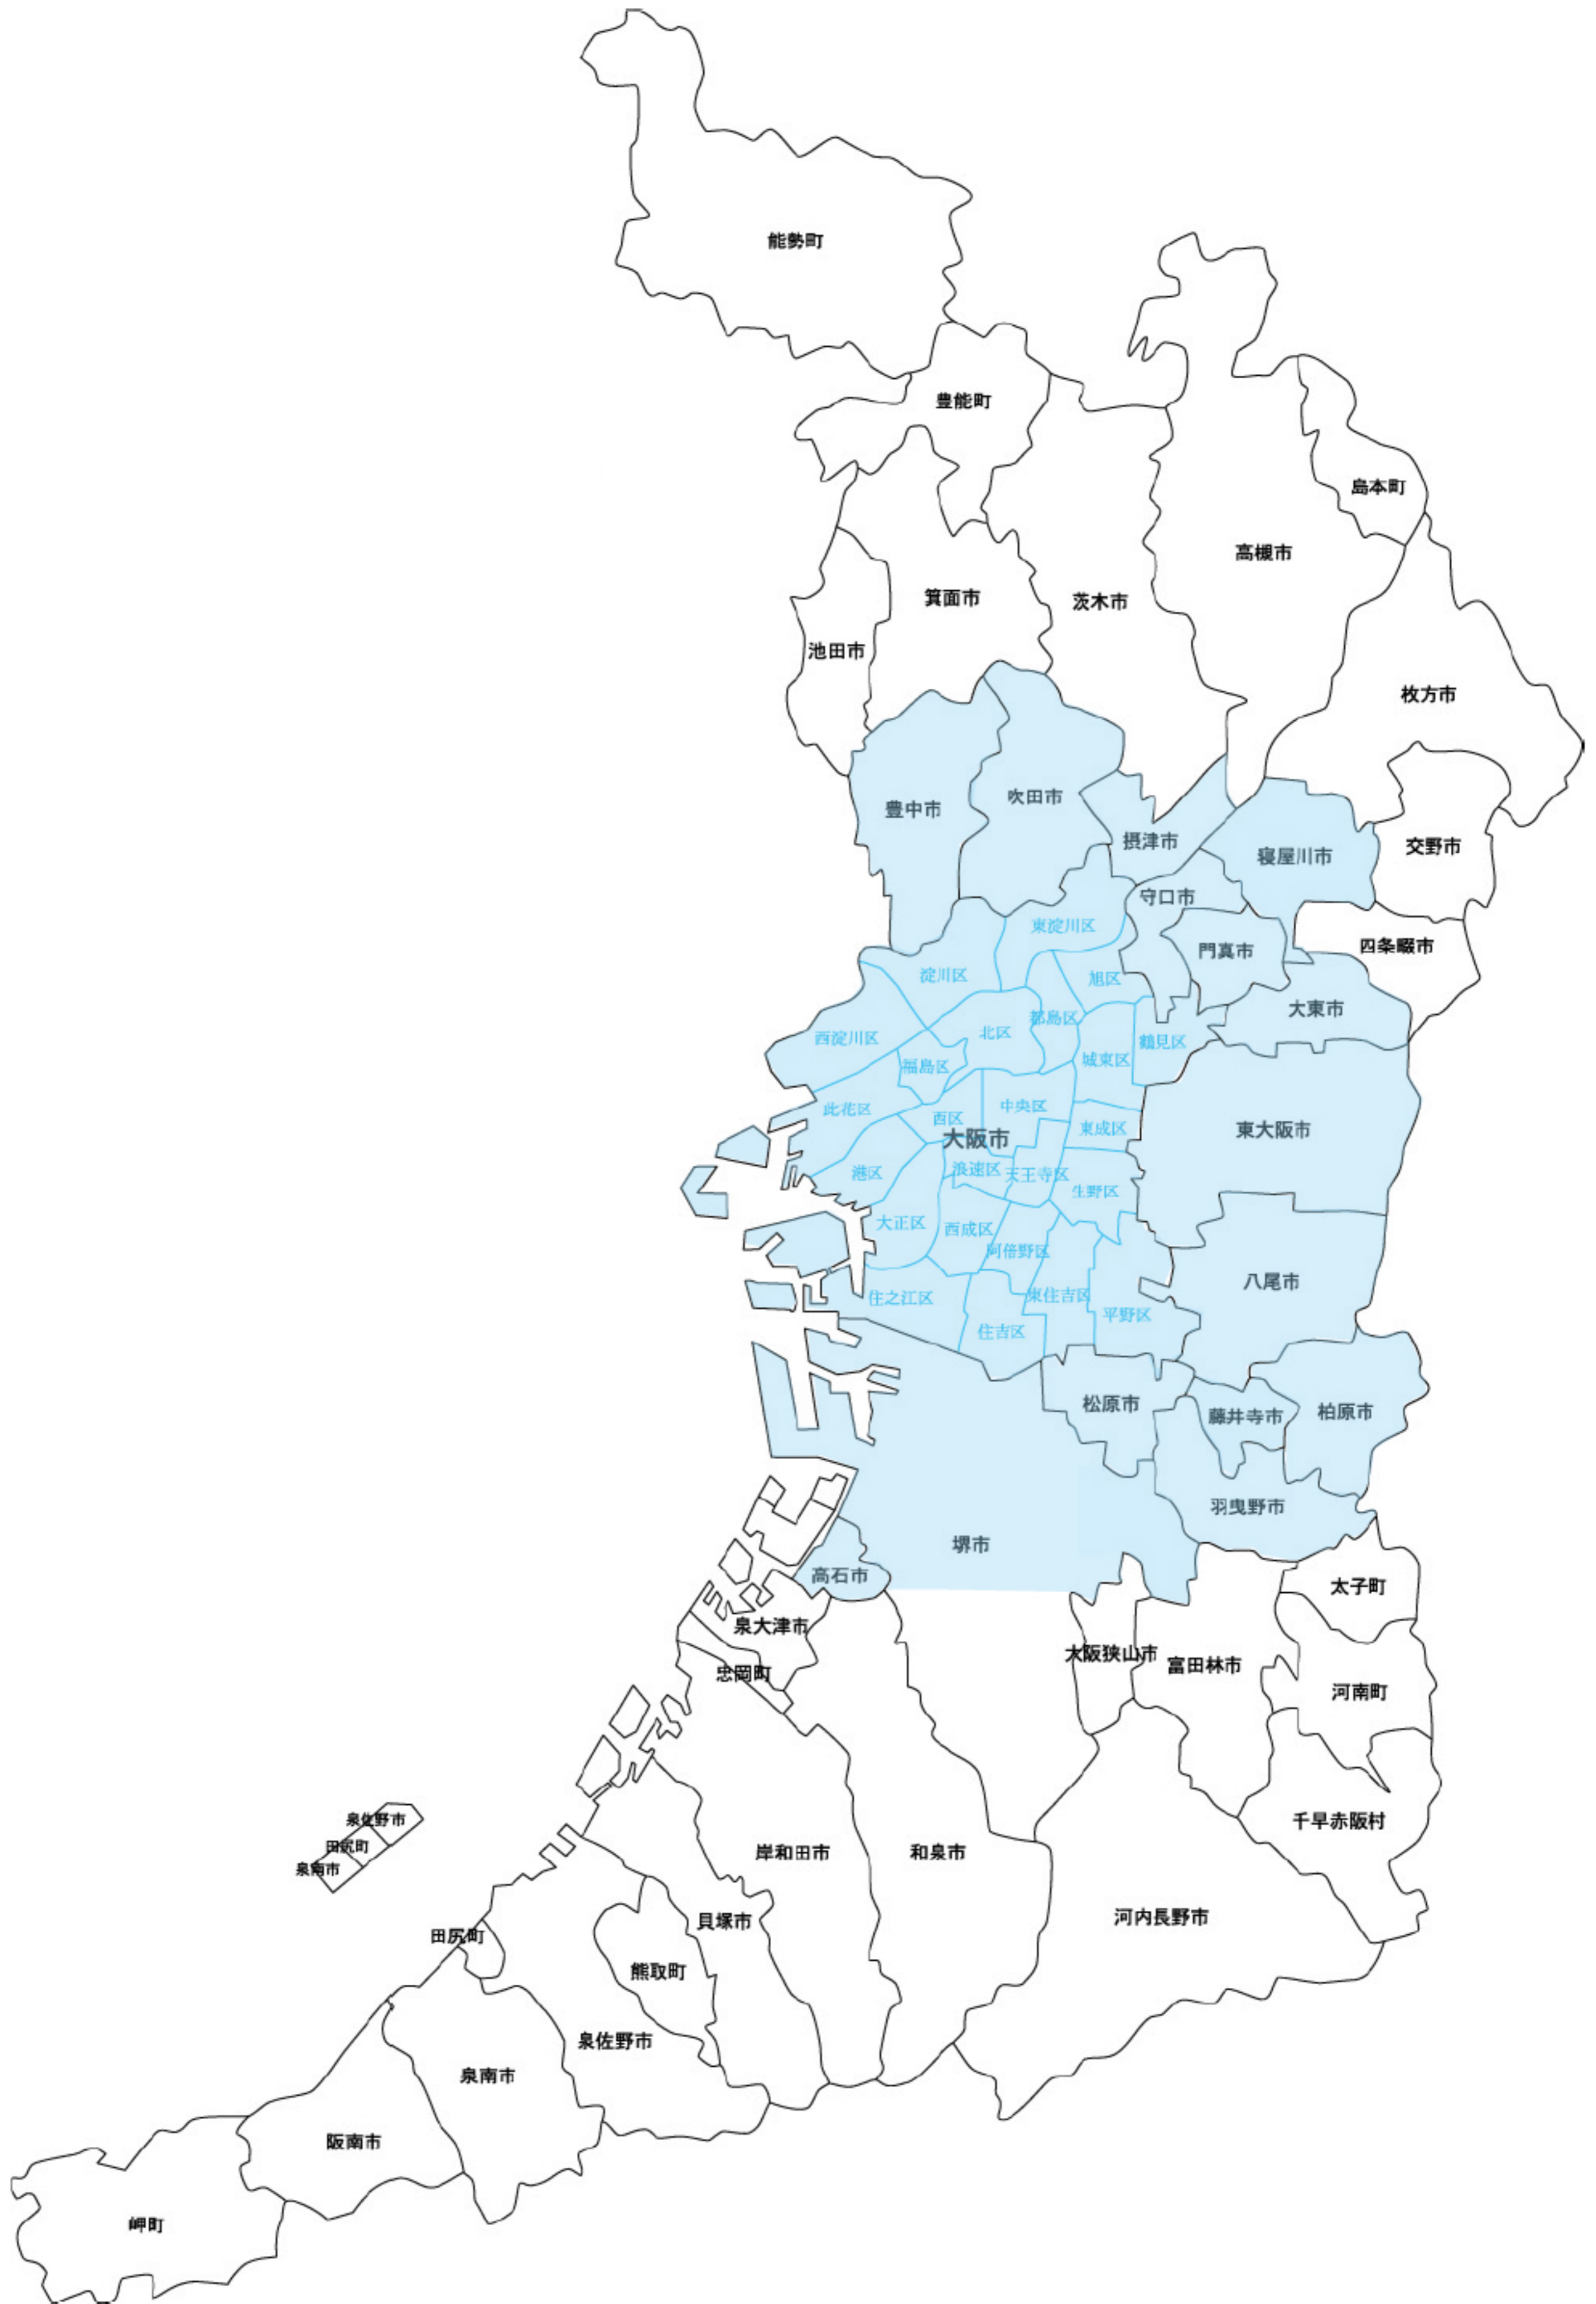 能勢町
豊能町
島本町
高槻市
箕面市
茨木市
池田市
枚方市
吹田市
豊中市
摂津市
交野市
寝屋川市
守口市
東淀川区
四条畷市
門真市
淀川区
旭区
大東市
都島区
北区
西淀川区
鶴見区
城東区
福島区
中央区
此花区
西区
東成区
東大阪市
大阪市
浪速区
港区
天王寺区
生野区
大正区
西成区
阿倍野区
八尾市
東住吉区
住之江区
平野区
住吉区
松原市
柏原市
藤井寺市
羽曳野市
堺市
高石市
太子町
泉大津市
大阪狭山市
富田林市
忠岡町
河南町
泉佐野市
千早赤阪村
田尻町
岸和田市
和泉市
泉南市
河内長野市
貝塚市
田尻町
熊取町
泉佐野市
泉南市
阪南市
岬町